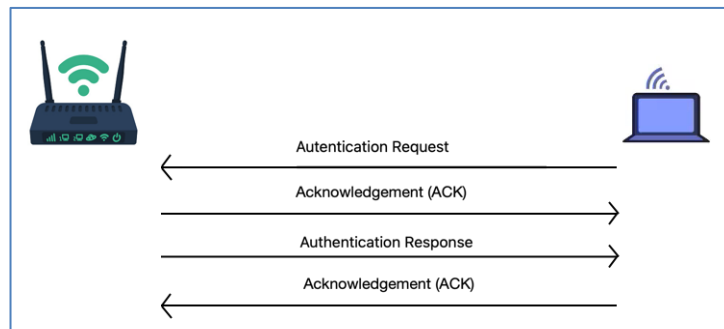 Autentication Request
Acknowledgement (ACK)
Authentication Response
Acknowledgement (ACK)